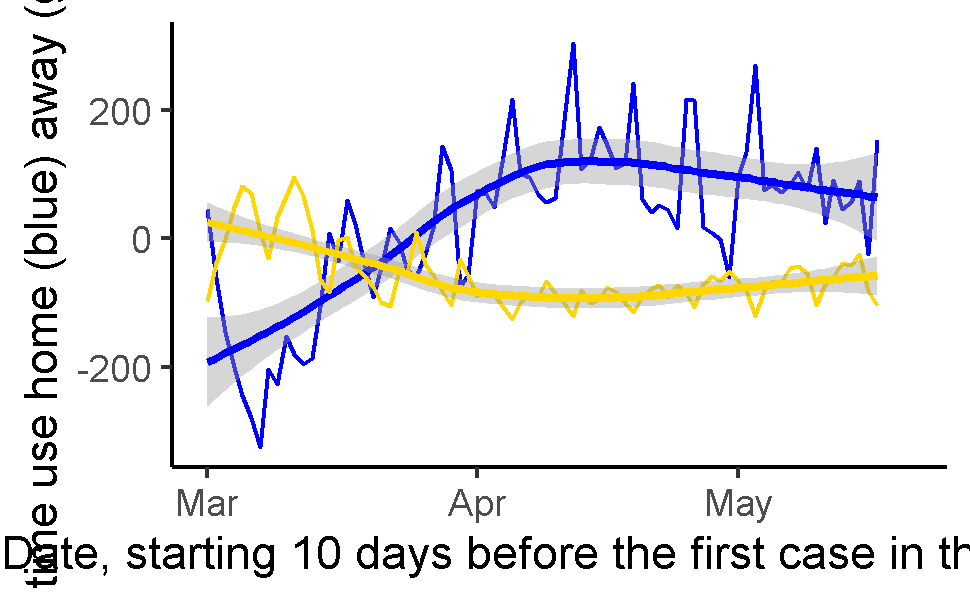 time use home (blue) away (
200
0
-200
Mar Apr May
Date, starting 10 days before the first case in th